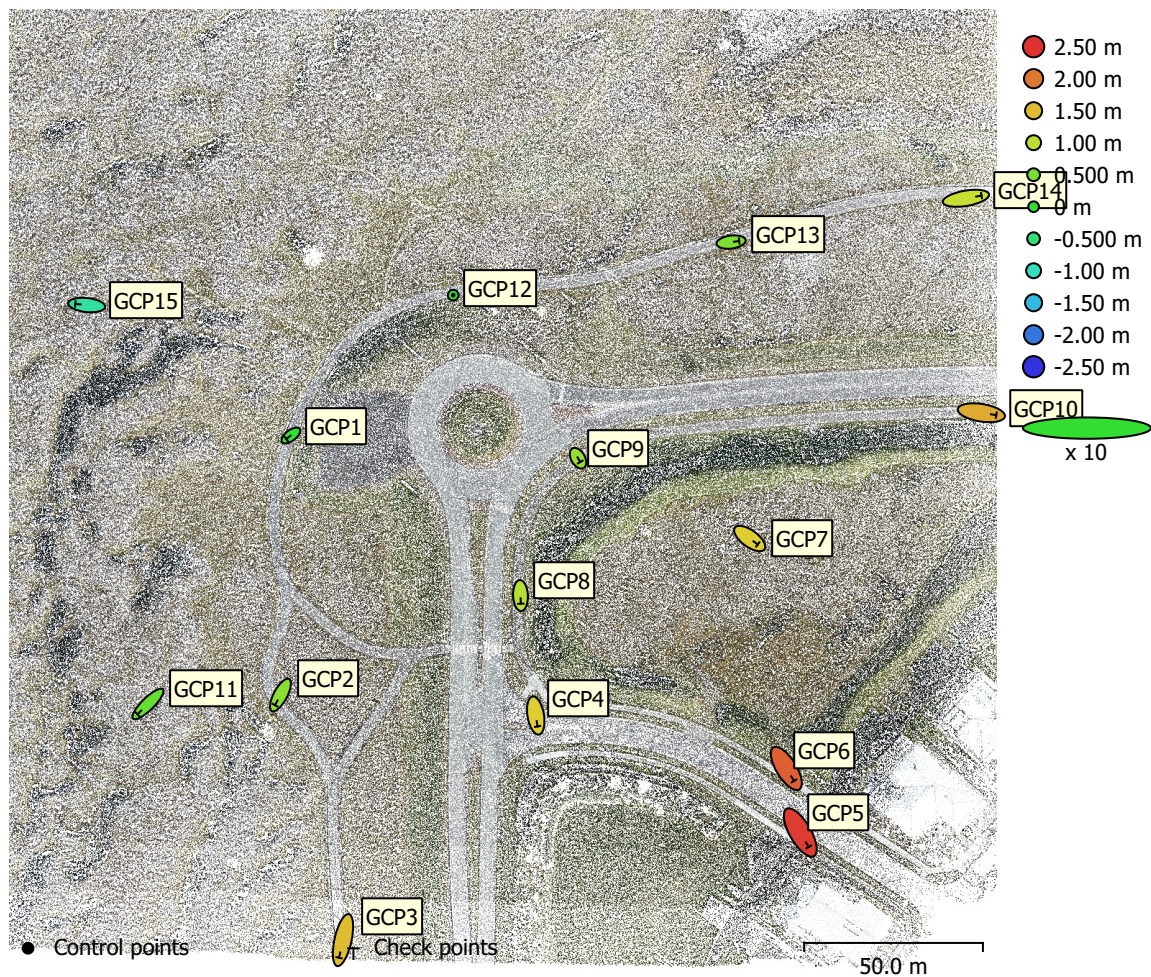 2.50 m
2.00 m
1.50 m
1.00 m
0.500 m
0 m
-0.500 m
-1.00 m
-1.50 m
-2.00 m
-2.50 m
GCP14
GCP13
GCP12
GCP15
GCP10
x 10
GCP1
GCP9
GCP7
GCP8
GCP2
GCP11
GCP4
GCP6
GCP5
GCP3
Control points
Check points
50.0 m